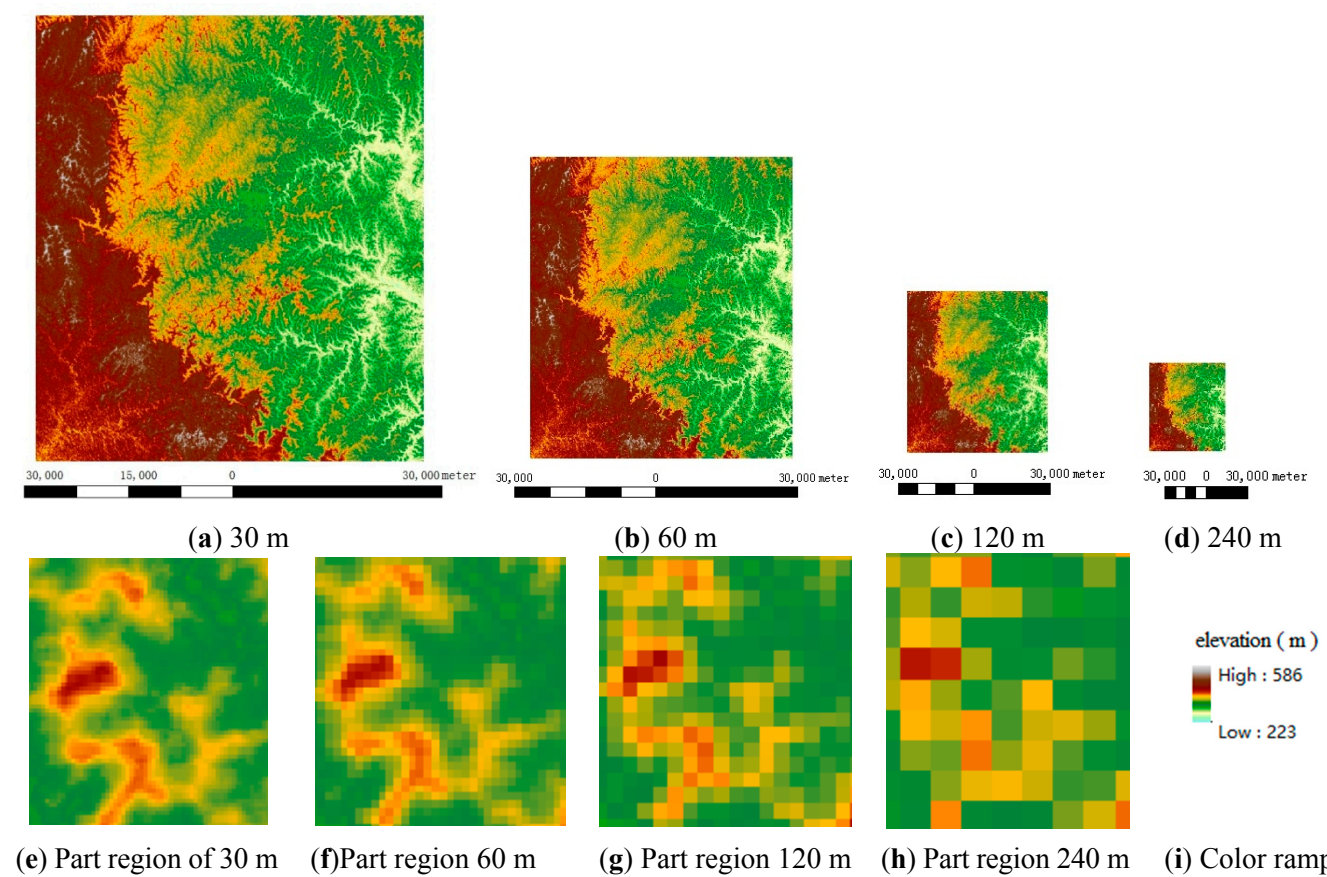 30,000 15,000 0 30,000 meter
30,000 0 30,000 meter
30,000 0 30,000 meter
30,000 0 30,000 meter
(a) 30 m
(b) 60 m
(c) 120 m
(d) 240 m
elevation ( m )
High : 586
Low : 223
(e) Part region of 30 m
(f)Part region 60 m
(g) Part region 120 m
(h) Part region 240 m
(i) Color ramp